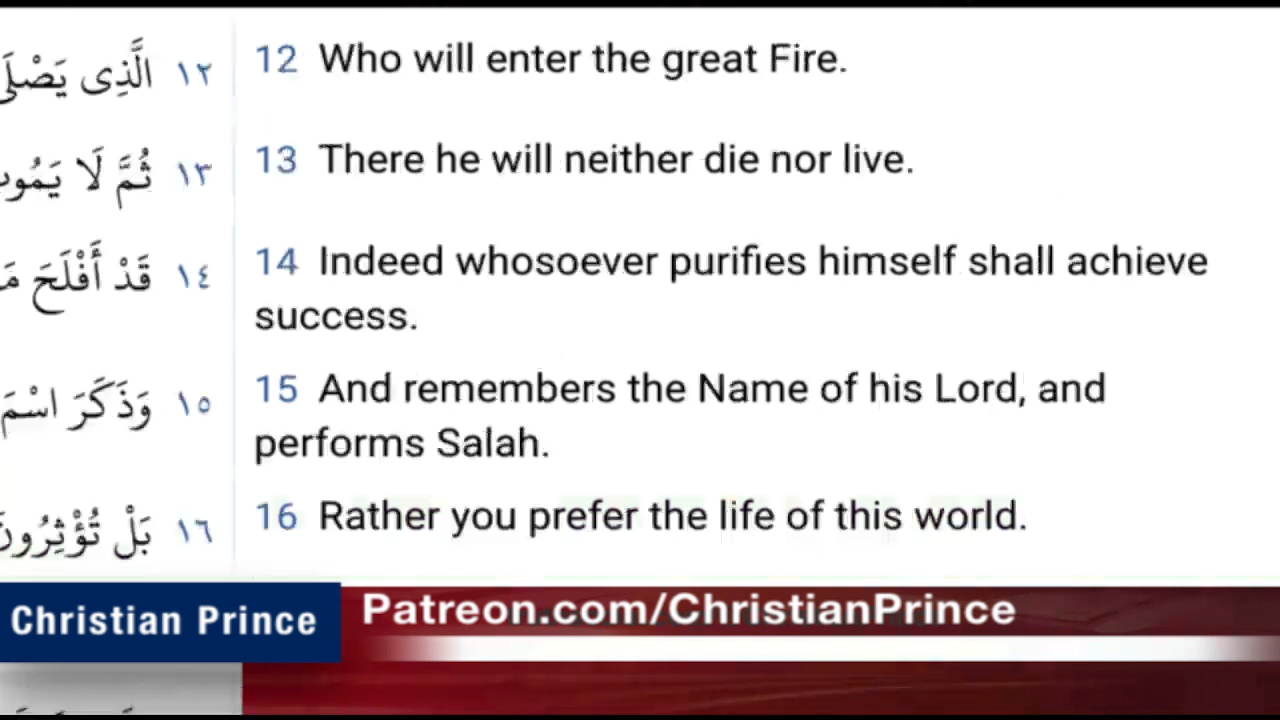 12 Who will enter the great Fire.
الَّذِى يَصْلَى ١٢
13 There he will neither die nor live.
ثُمَّ لَا ١٣
14 Indeed whosoever purifies himself shall achieve
success.
قَدْ أَفْلَحَ ١٤
15 And remembers the Name of his Lord, and
performs Salah.
وَذَكَرَ اسْمَ ١٥
16 Rather you prefer the life of this world.
بَلْ تُؤْثِرُونَ ١٦
Christian Prince
Patreon.com/ChristianPrince